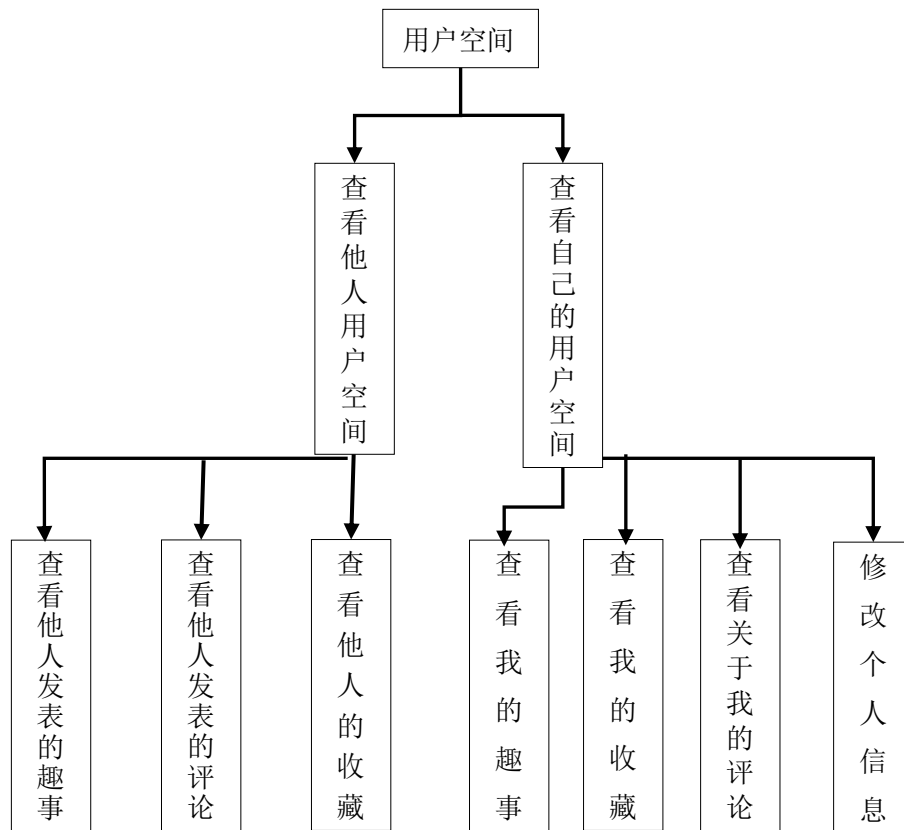 用户空间
查看他人用户空间
查看自己的用户空间
查看他人发表的趣事
查看他人发表的评论
查看他人的收藏
查看我的趣事
查看我的收藏
查看关于我的评论
修改个人信息